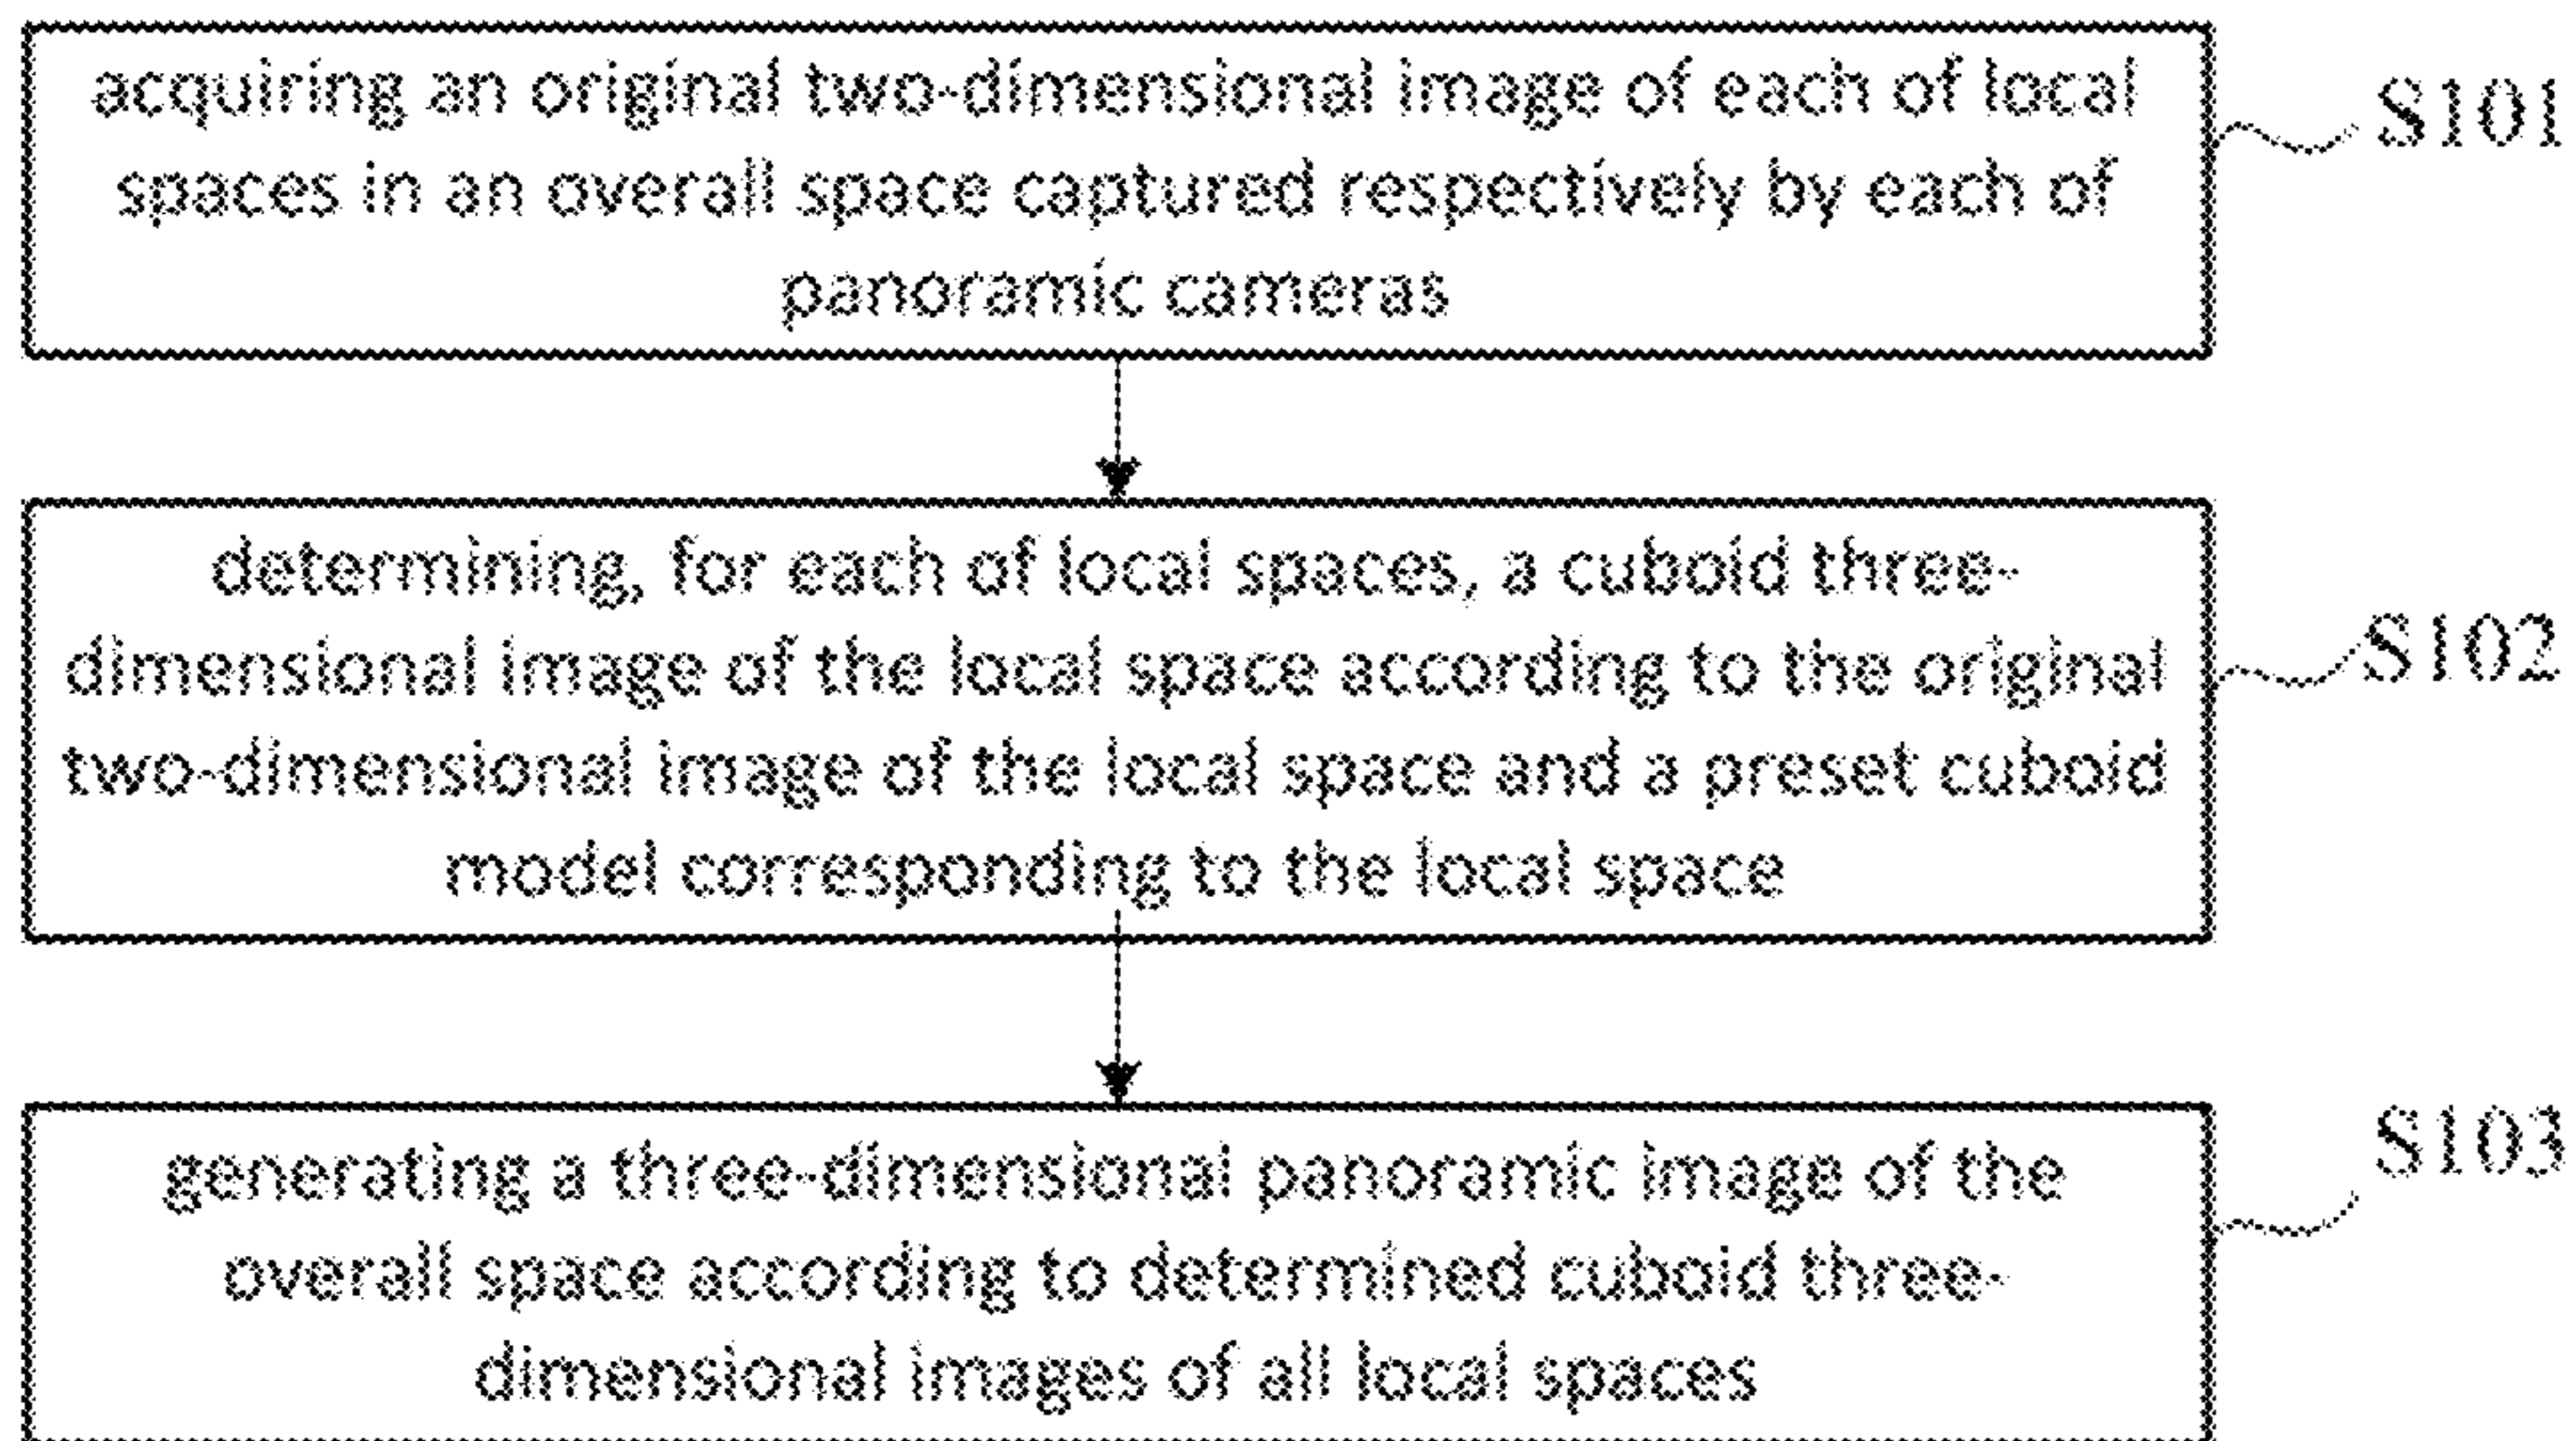 acquiring an original two-dimensional image of each of local
spaces in an overall space captured respectively by each of
panoramic cameras
S101
determining, for each of local spaces, a cuboid three-
dimensional image of the local space according to the original
two-dimensional image of the local space and a preset cuboid
model corresponding to the local space
S102
generating a three-dimensional panoramic image of the
overall space according to determined cuboid three-
dimensional images of all local spaces
S103